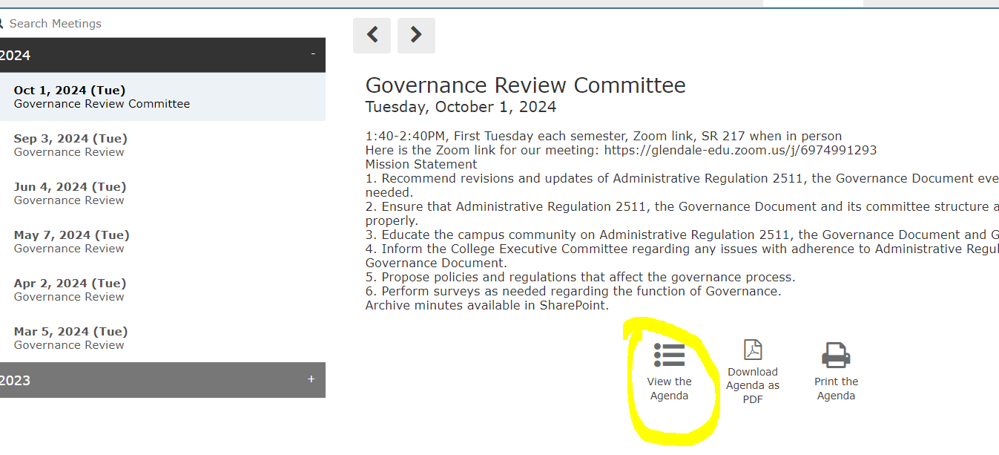 Search Meetings
2024 -
Oct 1, 2024 (Tue)
Governance Review Committee
Sep 3, 2024 (Tue)
Governance Review
Jun 4, 2024 (Tue)
Governance Review
May 7, 2024 (Tue)
Governance Review
Apr 2, 2024 (Tue)
Governance Review
Mar 5, 2024 (Tue)
Governance Review
2023 +
Governance Review Committee
Tuesday, October 1, 2024
1:40-2:40PM, First Tuesday each semester, Zoom link, SR 217 when in person
Here is the Zoom link for our meeting: https://glendale-edu.zoom.us/j/6974991293
Mission Statement
1. Recommend revisions and updates of Administrative Regulation 2511, the Governance Document eve
needed.
2. Ensure that Administrative Regulation 2511, the Governance Document and its committee structure a
properly.
3. Educate the campus community on Administrative Regulation 2511, the Governance Document and G
4. Inform the College Executive Committee regarding any issues with adherence to Administrative Regul
Governance Document.
5. Propose policies and regulations that affect the governance process.
6. Perform surveys as needed regarding the function of Governance.
Archive minutes available in SharePoint.
View the
Agenda
Download
Agenda as
PDF
Print the
Agenda